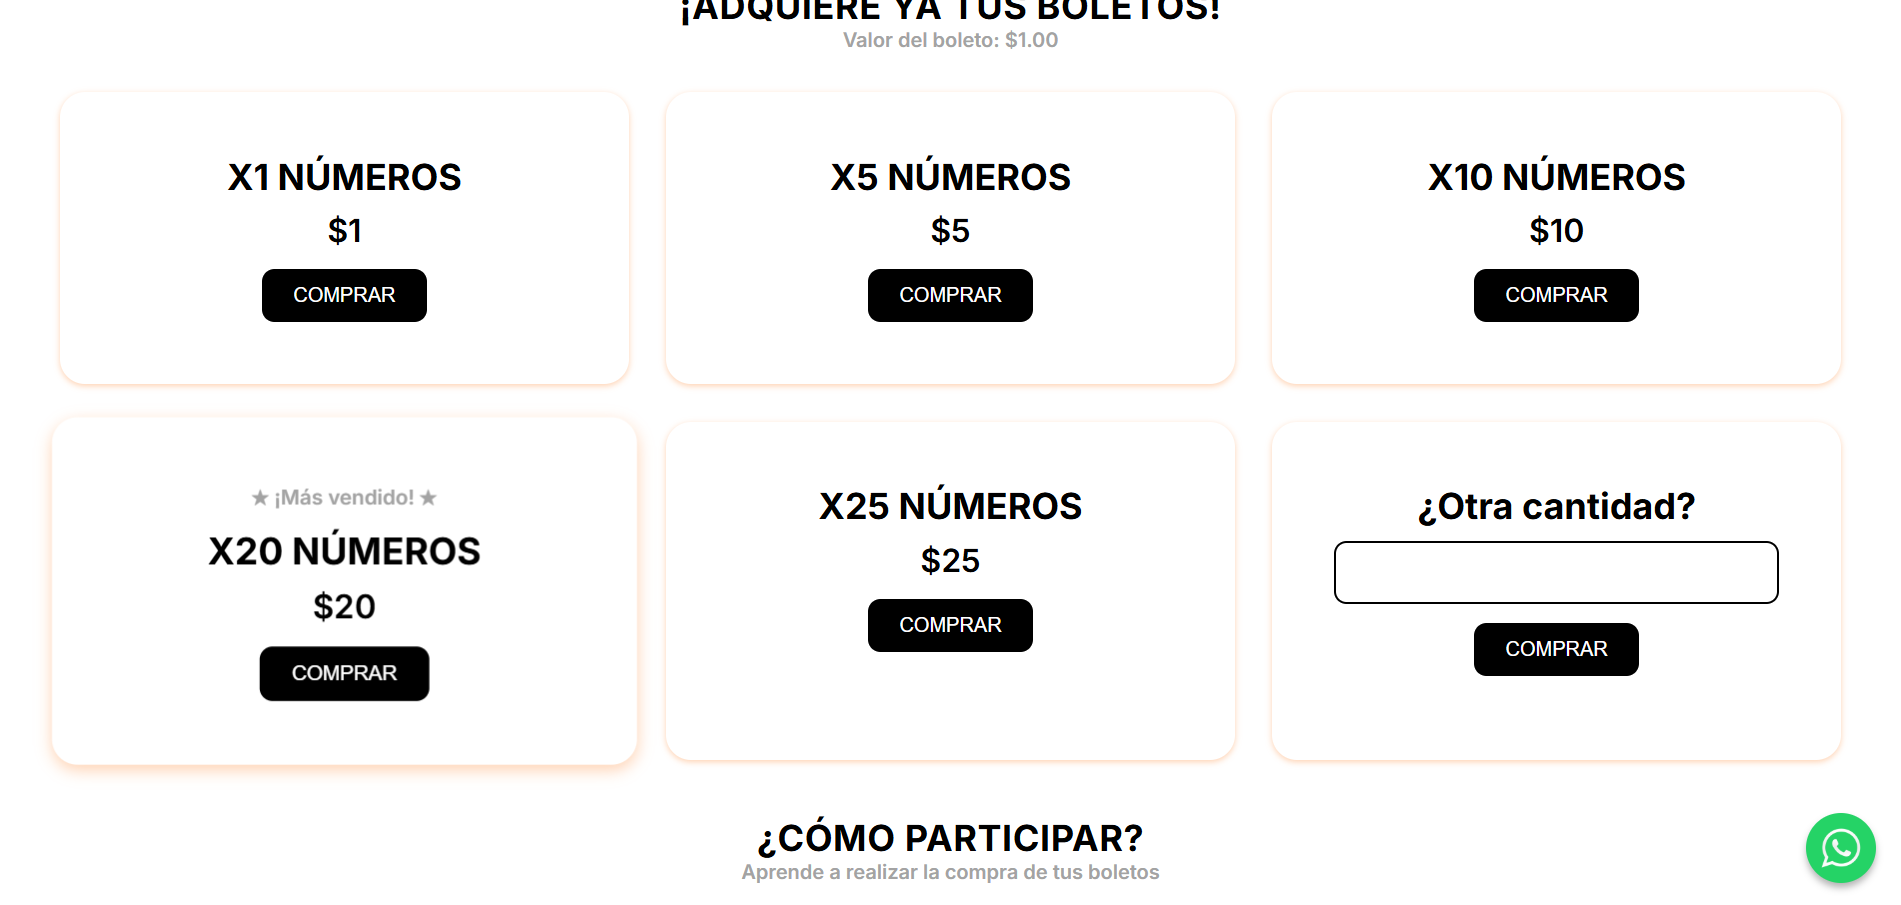 ¡ADQUIERE YA TUS BOLETOS!
Valor del boleto: $1.00
X1 NÚMEROS
$1
COMPRAR
X5 NÚMEROS
$5
COMPRAR
X10 NÚMEROS
$10
COMPRAR
★ ¡Más vendido! ★
X20 NÚMEROS
$20
COMPRAR
X25 NÚMEROS
$25
COMPRAR
¿Otra cantidad?
COMPRAR
¿CÓMO PARTICIPAR?
Aprende a realizar la compra de tus boletos